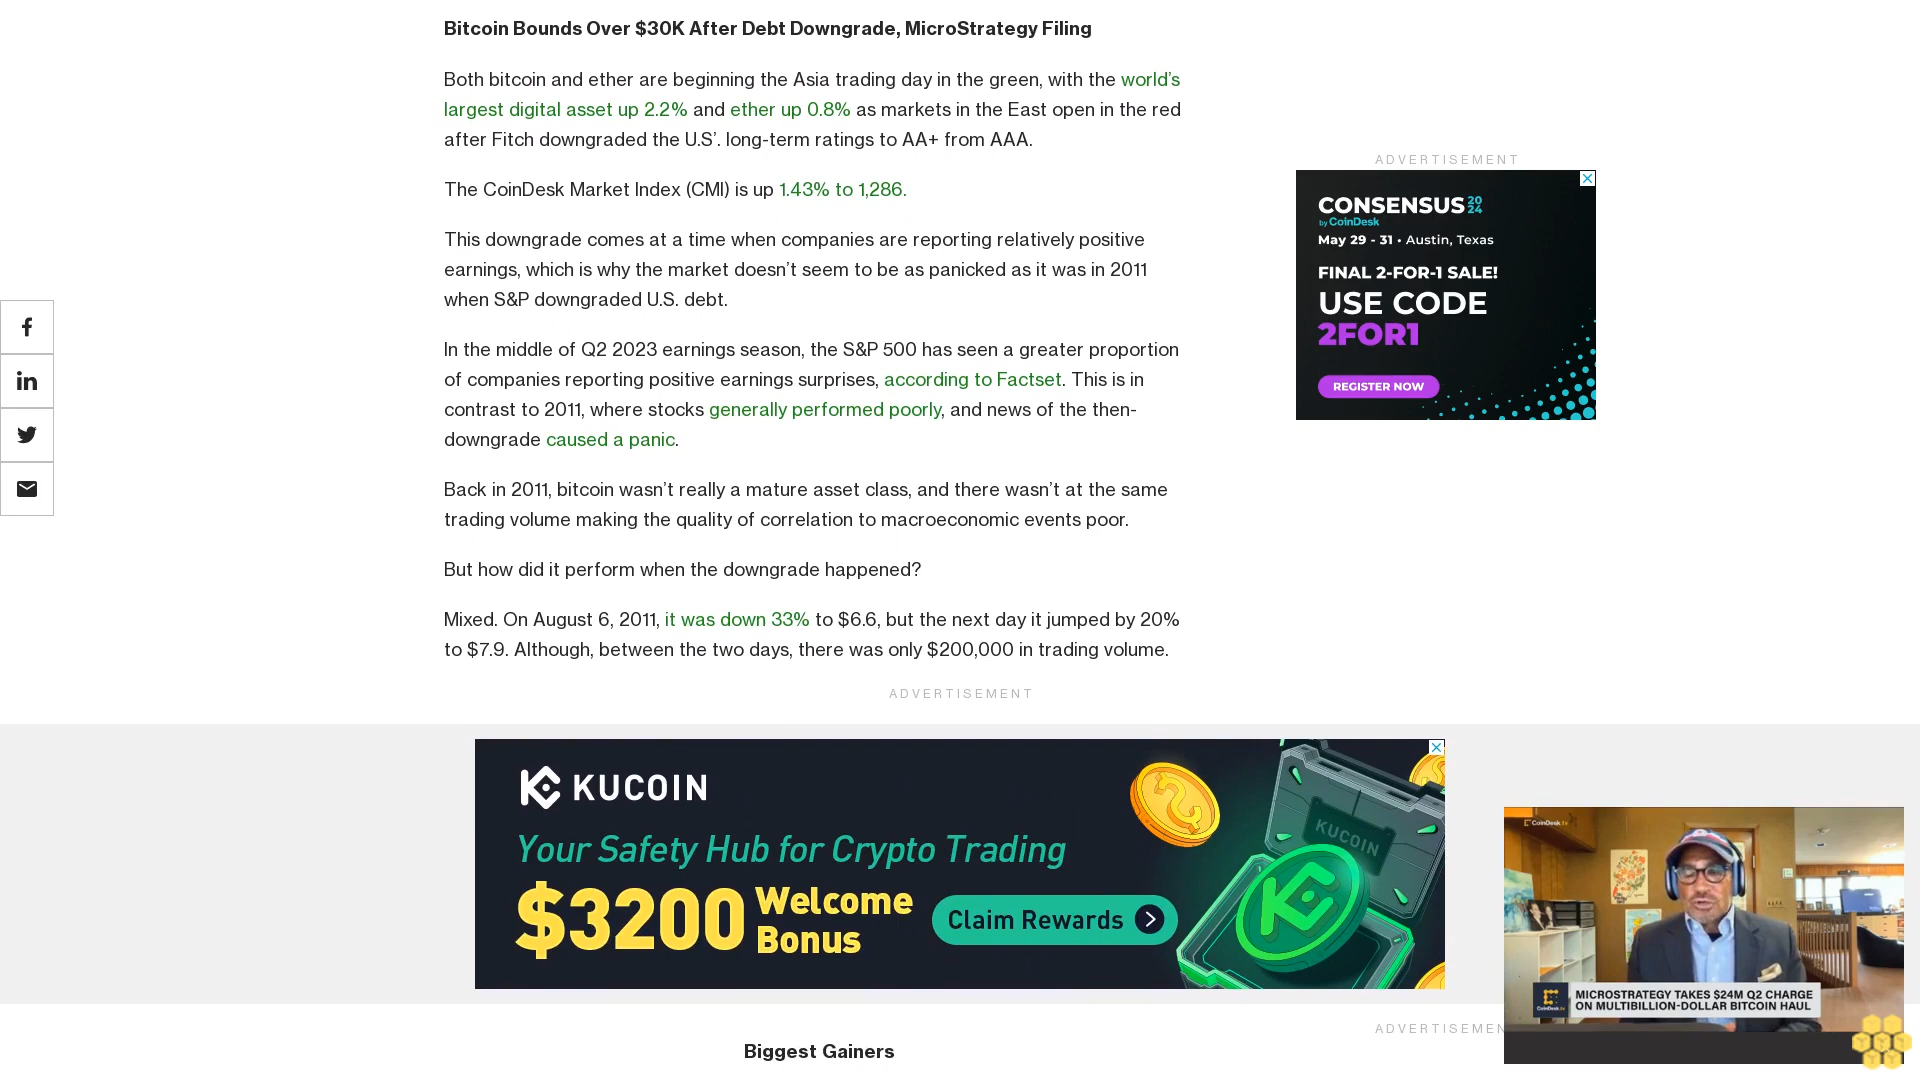 Bitcoin Bounds Over $30K After Debt Downgrade, MicroStrategy Filing
Both bitcoin and ether are beginning the Asia trading day in the green, with the world’s
largest digital asset up 2.2% and ether up 0.8% as markets in the East open in the red
after Fitch downgraded the U.S’. long-term ratings to AA+ from AAA.
The CoinDesk Market Index (CMI) is up 1.43% to 1,286.
This downgrade comes at a time when companies are reporting relatively positive
earnings, which is why the market doesn’t seem to be as panicked as it was in 2011
when S&P downgraded U.S. debt.
In the middle of Q2 2023 earnings season, the S&P 500 has seen a greater proportion
of companies reporting positive earnings surprises, according to Factset. This is in
contrast to 2011, where stocks generally performed poorly, and news of the then-
downgrade caused a panic.
Back in 2011, bitcoin wasn’t really a mature asset class, and there wasn’t at the same
trading volume making the quality of correlation to macroeconomic events poor.
But how did it perform when the downgrade happened?
Mixed. On August 6, 2011, it was down 33% to $6.6, but the next day it jumped by 20%
to $7.9. Although, between the two days, there was only $200,000 in trading volume.
ADVERTISEMENT
CONSENSUS 2024
by CoinDesk
May 29 - 31 • Austin, Texas
FINAL 2-FOR-1 SALE!
USE CODE
2FOR1
REGISTER NOW
ADVERTISEMENT
KUCOIN
Your Safety Hub for Crypto Trading
$3200 Welcome
Bonus
Claim Rewards
KUCOIN
CoinDesk tv
MICROSTRATEGY TAKES $24M Q2 CHARGE
ON MULTIBILLION-DOLLAR BITCOIN HAUL
CoinDesk tv
ADVERTISEMEN
Biggest Gainers